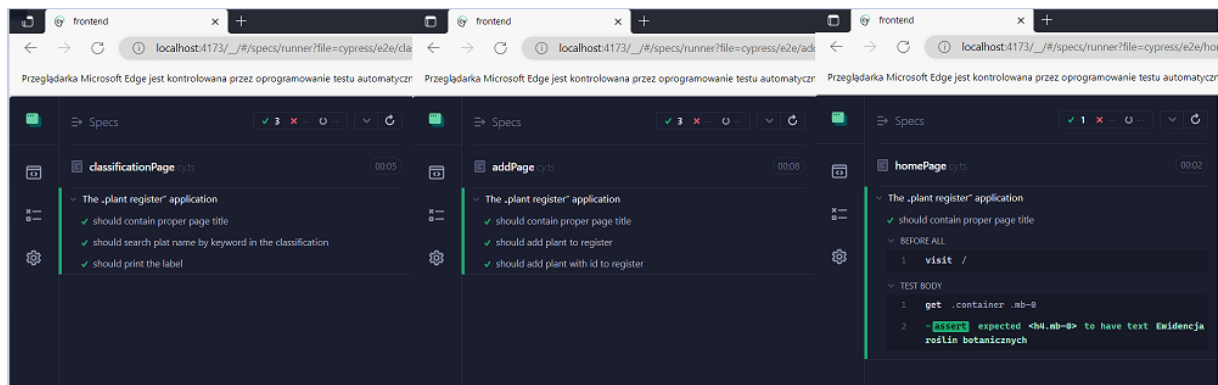 frontend
localhost:4173/__/#/specs/runner?file=cypress/e2e/cla
Przeglądarka Microsoft Edge jest kontrolowana przez oprogramowanie testu automatyczn
Specs
3 -- --
classificationPage.cy.ts 00:05
The „plant register" application
should contain proper page title
should search plat name by keyword in the classification
should print the label
frontend
localhost:4173/__/#/specs/runner?file=cypress/e2e/add
Przeglądarka Microsoft Edge jest kontrolowana przez oprogramowanie testu automatyczn
Specs
3 -- --
addPage.cy.ts 00:08
The „plant register" application
should contain proper page title
should add plant to register
should add plant with id to register
frontend
localhost:4173/__/#/specs/runner?file=cypress/e2e/hor
Przeglądarka Microsoft Edge jest kontrolowana przez oprogramowanie testu automatyczn
Specs
1 -- --
homePage.cy.ts 00:02
The „plant register" application
should contain proper page title
BEFORE ALL
1 visit /
TEST BODY
1 get .container .mb-0
2 -assert expected <h4.mb-0> to have text Ewidencja
roślin botanicznych